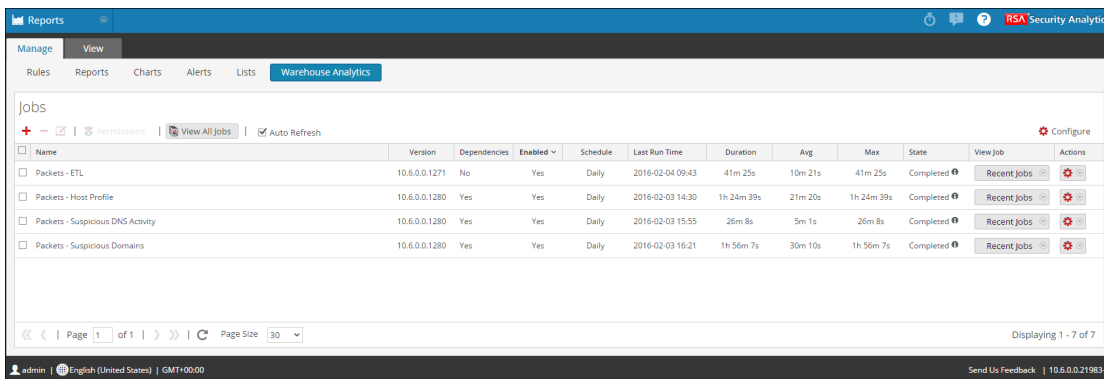 Reports
RSA Security Analytic
Manage View
Rules Reports Charts Alerts Lists Warehouse Analytics
Jobs
Permissions | View All Jobs | Auto Refresh Configure
Name Version Dependencies Enabled Schedule Last Run Time Duration Avg Max State View Job Actions
Packets - ETL 10.6.0.0.1271 No Yes Daily 2016-02-04 09:43 41m 25s 10m 21s 41m 25s Completed Recent Jobs
Packets - Host Profile 10.6.0.0.1280 Yes Yes Daily 2016-02-03 14:30 1h 24m 39s 21m 20s 1h 24m 39s Completed Recent Jobs
Packets - Suspicious DNS Activity 10.6.0.0.1280 Yes Yes Daily 2016-02-03 15:55 26m 8s 5m 1s 26m 8s Completed Recent Jobs
Packets - Suspicious Domains 10.6.0.0.1280 Yes Yes Daily 2016-02-03 16:21 1h 56m 7s 30m 10s 1h 56m 7s Completed Recent Jobs
Page 1 of 1 | Page Size 30 Displaying 1 - 7 of 7
admin | English (United States) | GMT+00:00 Send Us Feedback | 10.6.0.0.21983-